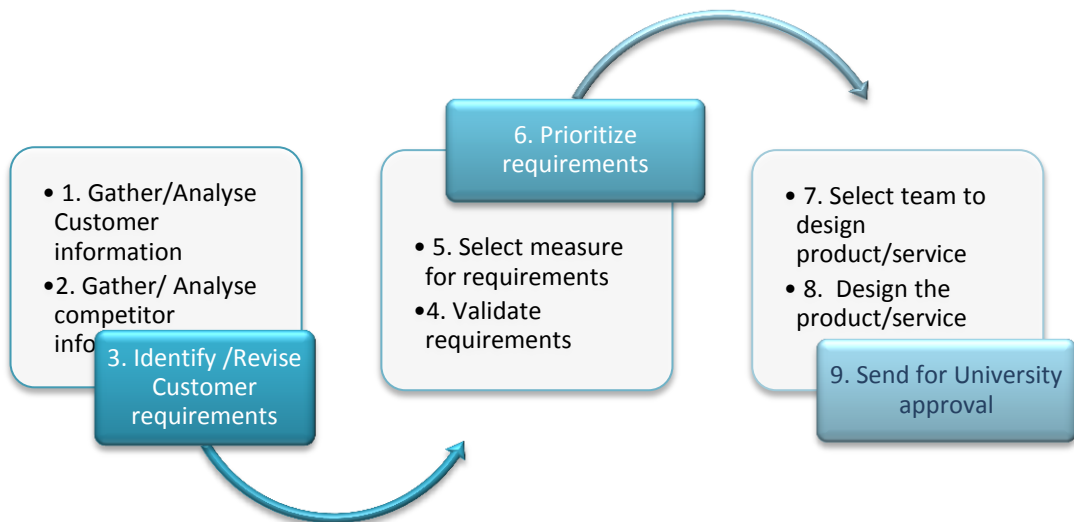 • 1. Gather/Analyse
Customer
information
•2. Gather/ Analyse
competitor
3. Identify /Revise
Customer
requirements
6. Prioritize
requirements
• 5. Select measure
for requirements
•4. Validate
requirements
• 7. Select team to
design
product/service
• 8. Design the
product/service
9. Send for University
approval